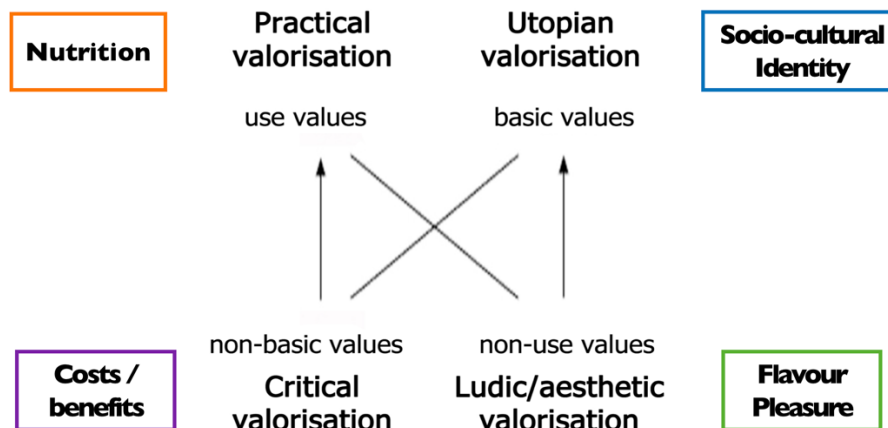 Nutrition
Practical
valorisation
Utopian
valorisation
Socio-cultural
Identity
use values
basic values
non-basic values
non-use values
Costs /
benefits
Critical
valorisation
Ludic/aesthetic
valorisation
Flavour
Pleasure